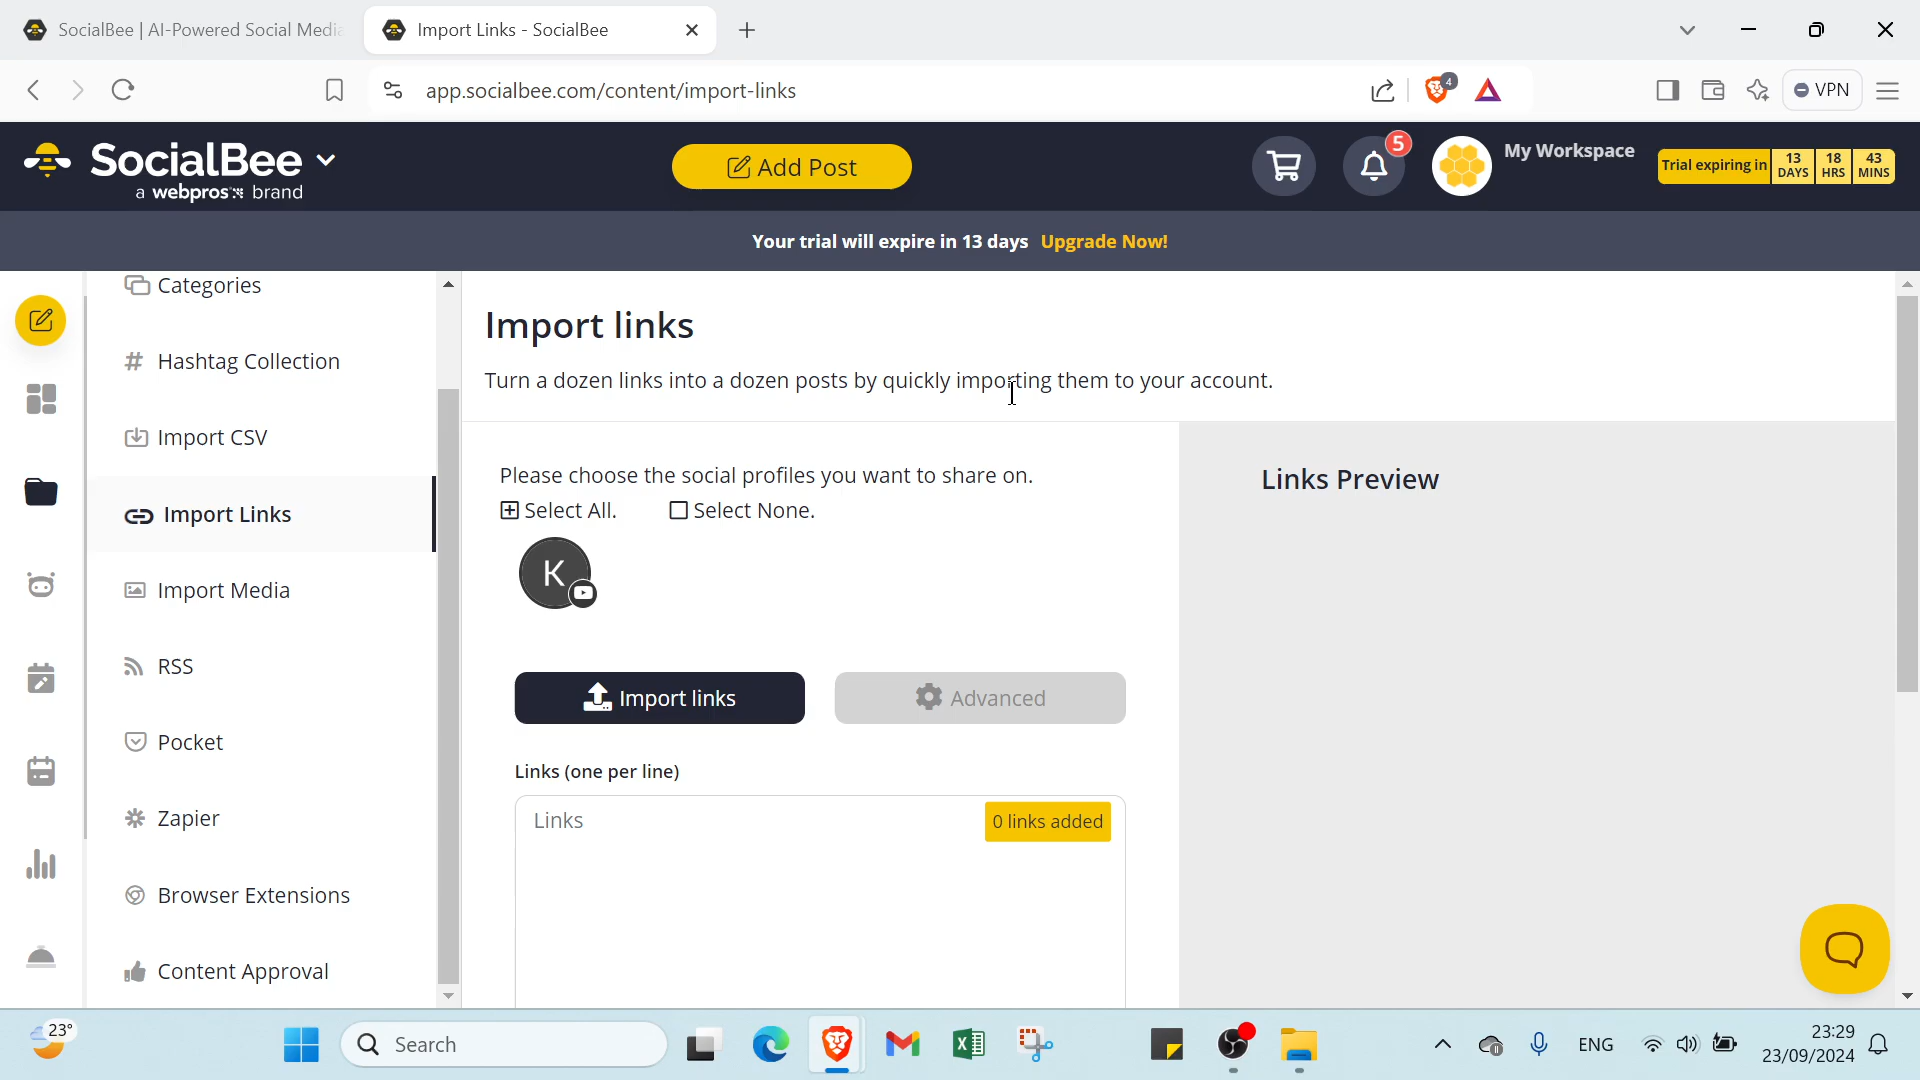 SocialBee | AI-Powered Social Media
Import Links - SocialBee
app.socialbee.com/content/import-links
4
VPN
SocialBee
a webpros brand
Add Post
5
My Workspace
Trial expiring in 13 DAYS 18 HRS 43 MINS
Your trial will expire in 13 days Upgrade Now!
Categories
# Hashtag Collection
Import CSV
Import Links
Import Media
RSS
Pocket
Zapier
Browser Extensions
Content Approval
Import links
Turn a dozen links into a dozen posts by quickly importing them to your account.
Please choose the social profiles you want to share on.
Select All. Select None.
K
Import links
Advanced
Links (one per line)
Links
0 links added
Links Preview
23°
Search
ENG
23:29
23/09/2024